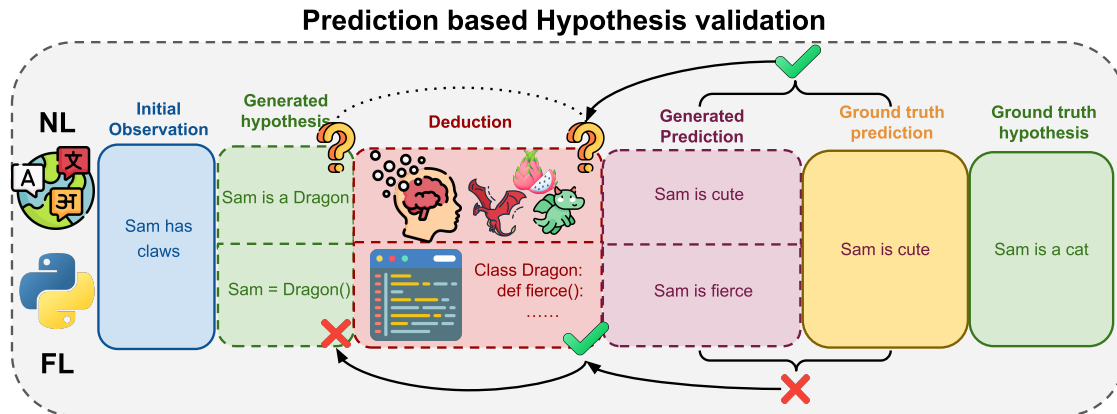 Prediction based Hypothesis validation
NL
Initial
Observation
Generated
hypothesis
Deduction
Generated
Prediction
Ground truth
prediction
Ground truth
hypothesis
A
文
अ
Sam has
claws
Sam is a Dragon
Sam is cute
Sam is cute
Sam is a cat
Sam = Dragon()
Class Dragon:
def fierce():
......
Sam is fierce
FL